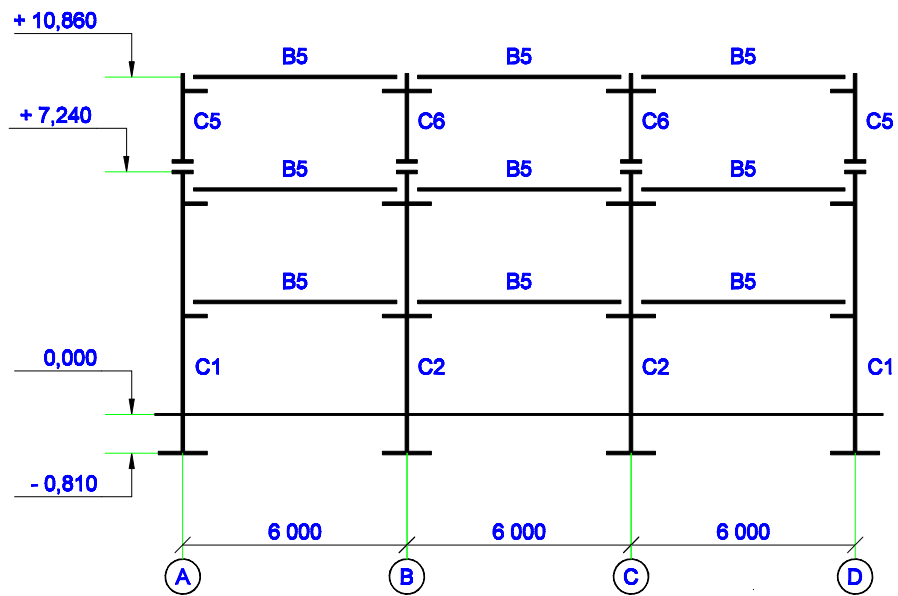 + 10,860
B5 B5 B5
+ 7,240
C5 C6 C6 C5
B5 B5 B5
B5 B5 B5
0,000
C1 C2 C2 C1
- 0,810
6 000 6 000 6 000
A B C D